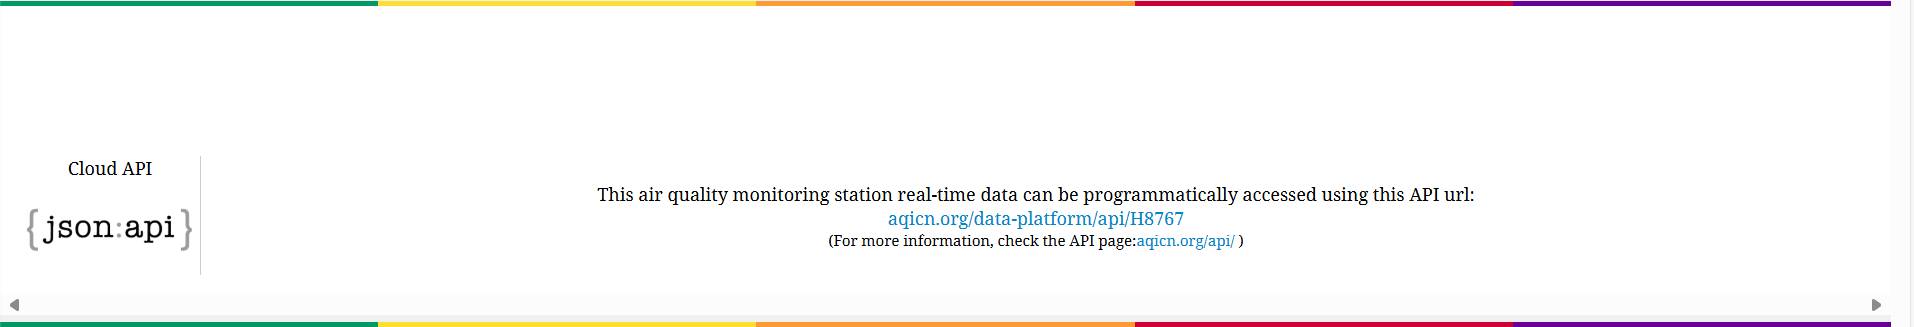 Cloud API
{json:api}
This air quality monitoring station real-time data can be programmatically accessed using this API url:
aqicn.org/data-platform/api/H8767
(For more information, check the API page:aqicn.org/api/ )